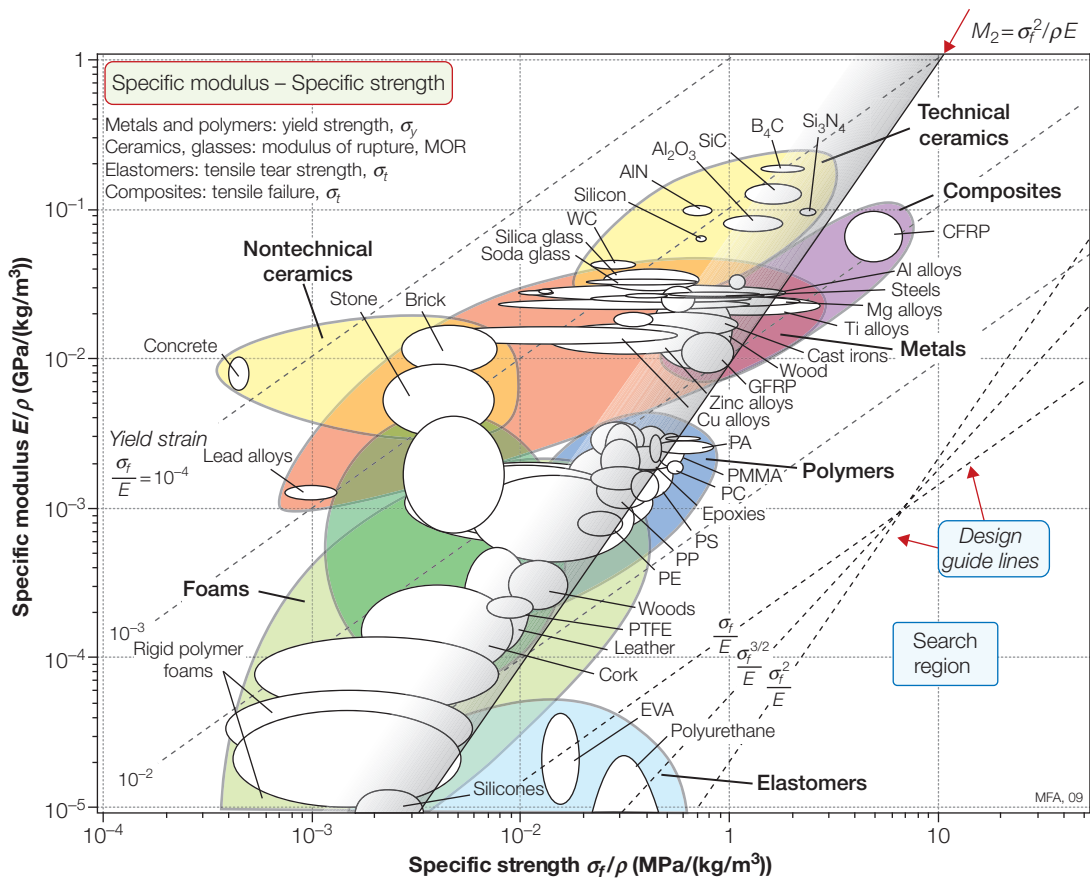 M₂ = σf²/ρE
Specific modulus – Specific strength
Metals and polymers: yield strength, σy
Ceramics, glasses: modulus of rupture, MOR
Elastomers: tensile tear strength, σt
Composites: tensile failure, σt
Technical
ceramics
Si₃N₄
B₄C
SiC
Al₂O₃
AlN
Silicon
WC
Silica glass
Soda glass
Composites
CFRP
Nontechnical
ceramics
Stone
Brick
Concrete
Al alloys
Steels
Mg alloys
Ti alloys
Metals
Cast irons
Wood
GFRP
Zinc alloys
Cu alloys
Yield strain
σf/E = 10⁻⁴
Lead alloys
PA
Polymers
PMMA
PC
Epoxies
PS
PP
PE
Design
guide lines
Foams
Woods
PTFE
Leather
Cork
10⁻³
Rigid polymer
foams
σf/E
σf³ᐟ²/E
σf²/E
Search
region
EVA
Polyurethane
Elastomers
10⁻²
Silicones
MFA, 09
1
10⁻¹
10⁻²
10⁻³
10⁻⁴
10⁻⁵
Specific modulus E/ρ (GPa/(kg/m³))
10⁻⁴
10⁻³
10⁻²
10⁻¹
1
10
Specific strength σf/ρ (MPa/(kg/m³))